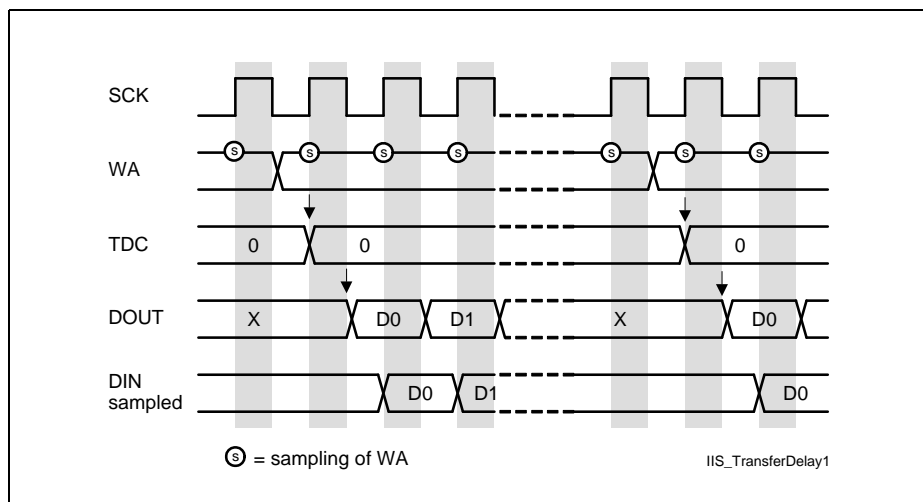 SCK
S S S S S S S
WA
TDC 0 0 0
DOUT X D0 D1 X D0
DIN
sampled D0 D1 D0
S = sampling of WA
IIS_TransferDelay1